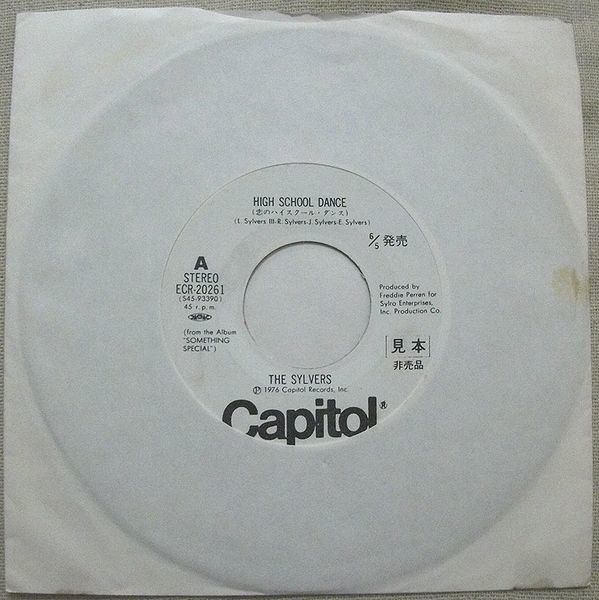 HIGH SCHOOL DANCE
(恋のハイスクール・ダンス)
(L. Sylvers III-R. Sylvers-J. Sylvers-E. Sylvers)
6/5 発売
A
STEREO
ECR-20261
(S45-93390)
45 r.p.m.
(from the Album
"SOMETHING
SPECIAL")
Produced by
Freddie Perren for
Sylro Enterprises,
Inc. Production Co.
[見本]
非売品
THE SYLVERS
Ⓟ 1976 Capitol Records, Inc.
Capitol®